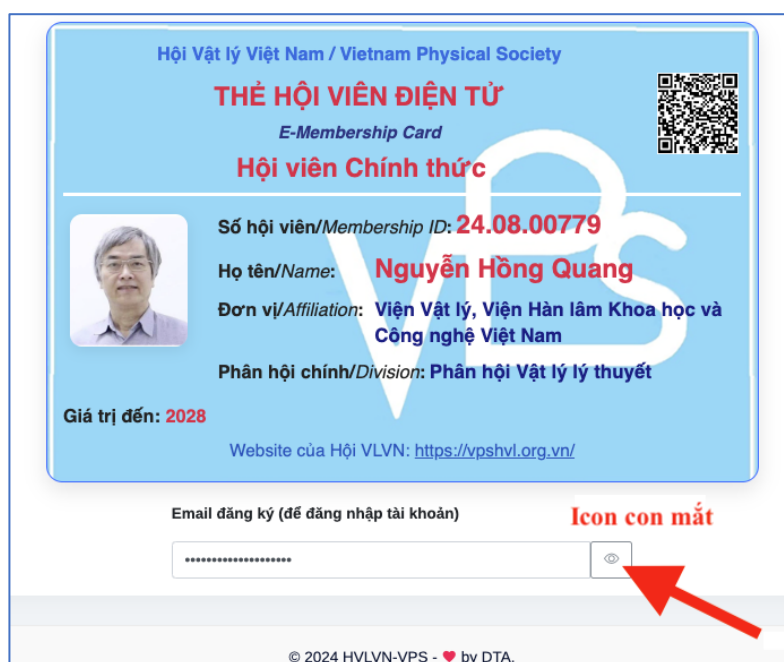 Hội Vật lý Việt Nam / Vietnam Physical Society
THẺ HỘI VIÊN ĐIỆN TỬ
E-Membership Card
Hội viên Chính thức
Số hội viên/Membership ID: 24.08.00779
Họ tên/Name: Nguyễn Hồng Quang
Đơn vị/Affiliation: Viện Vật lý, Viện Hàn lâm Khoa học và
Công nghệ Việt Nam
Phân hội chính/Division: Phân hội Vật lý lý thuyết
Giá trị đến: 2028
Website của Hội VLVN: https://vpshvl.org.vn/
VPS
Email đăng ký (để đăng nhập tài khoản)
Icon con mắt
••••••••••••••••••••
© 2024 HVLVN-VPS - ❤ by DTA.